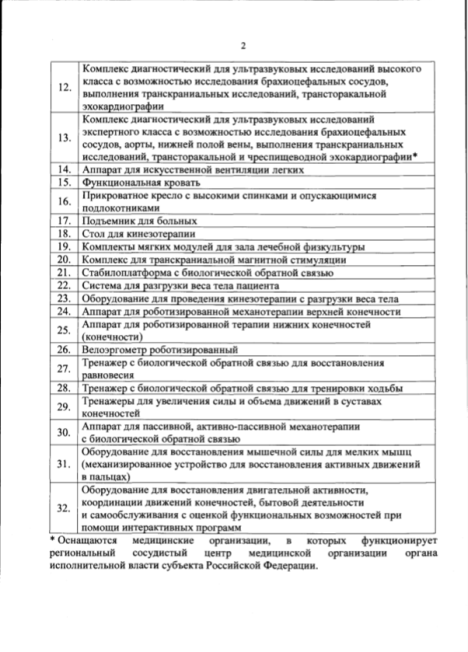 2
12. Комплекс диагностический для ультразвуковых исследований высокого
класса с возможностью исследования брахиоцефальных сосудов,
выполнения транскраниальных исследований, трансторакальной
эхокардиографии
13. Комплекс диагностический для ультразвуковых исследований
экспертного класса с возможностью исследования брахиоцефальных
сосудов, аорты, нижней полой вены, выполнения транскраниальных
исследований, трансторакальной и чреспищеводной эхокардиографии*
14. Аппарат для искусственной вентиляции легких
15. Функциональная кровать
16. Прикроватное кресло с высокими спинками и опускающимися
подлокотниками
17. Подъемник для больных
18. Стол для кинезотерапии
19. Комплекты мягких модулей для зала лечебной физкультуры
20. Комплекс для транскраниальной магнитной стимуляции
21. Стабилоплатформа с биологической обратной связью
22. Система для разгрузки веса тела пациента
23. Оборудование для проведения кинезотерапии с разгрузки веса тела
24. Аппарат для роботизированной механотерапии верхней конечности
25. Аппарат для роботизированной терапии нижних конечностей
(конечности)
26. Велоэргометр роботизированный
27. Тренажер с биологической обратной связью для восстановления
равновесия
28. Тренажер с биологической обратной связью для тренировки ходьбы
29. Тренажеры для увеличения силы и объема движений в суставах
конечностей
30. Аппарат для пассивной, активно-пассивной механотерапии
с биологической обратной связью
31. Оборудование для восстановления мышечной силы для мелких мышц
(механизированное устройство для восстановления активных движений
в пальцах)
32. Оборудование для восстановления двигательной активности,
координации движений конечностей, бытовой деятельности
и самообслуживания с оценкой функциональных возможностей при
помощи интерактивных программ
* Оснащаются медицинские организации, в которых функционирует
региональный сосудистый центр медицинской организации органа
исполнительной власти субъекта Российской Федерации.